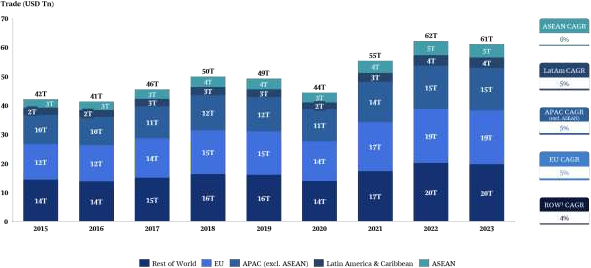 Trade (USD Tn)
70
60
50
40
30
20
10
0
42T
3T
2T
10T
12T
14T
2015
41T
3T
2T
10T
12T
14T
2016
46T
3T
3T
11T
14T
15T
2017
50T
4T
3T
12T
15T
16T
2018
49T
4T
3T
12T
15T
16T
2019
44T
3T
2T
11T
14T
14T
2020
55T
4T
3T
14T
17T
17T
2021
62T
5T
4T
15T
19T
20T
2022
61T
5T
4T
15T
19T
20T
2023
ASEAN CAGR
6%
LatAm CAGR
5%
APAC CAGR
(excl. ASEAN)
5%
EU CAGR
5%
ROW¹ CAGR
4%
Rest of World EU APAC (excl. ASEAN) Latin America & Caribbean ASEAN